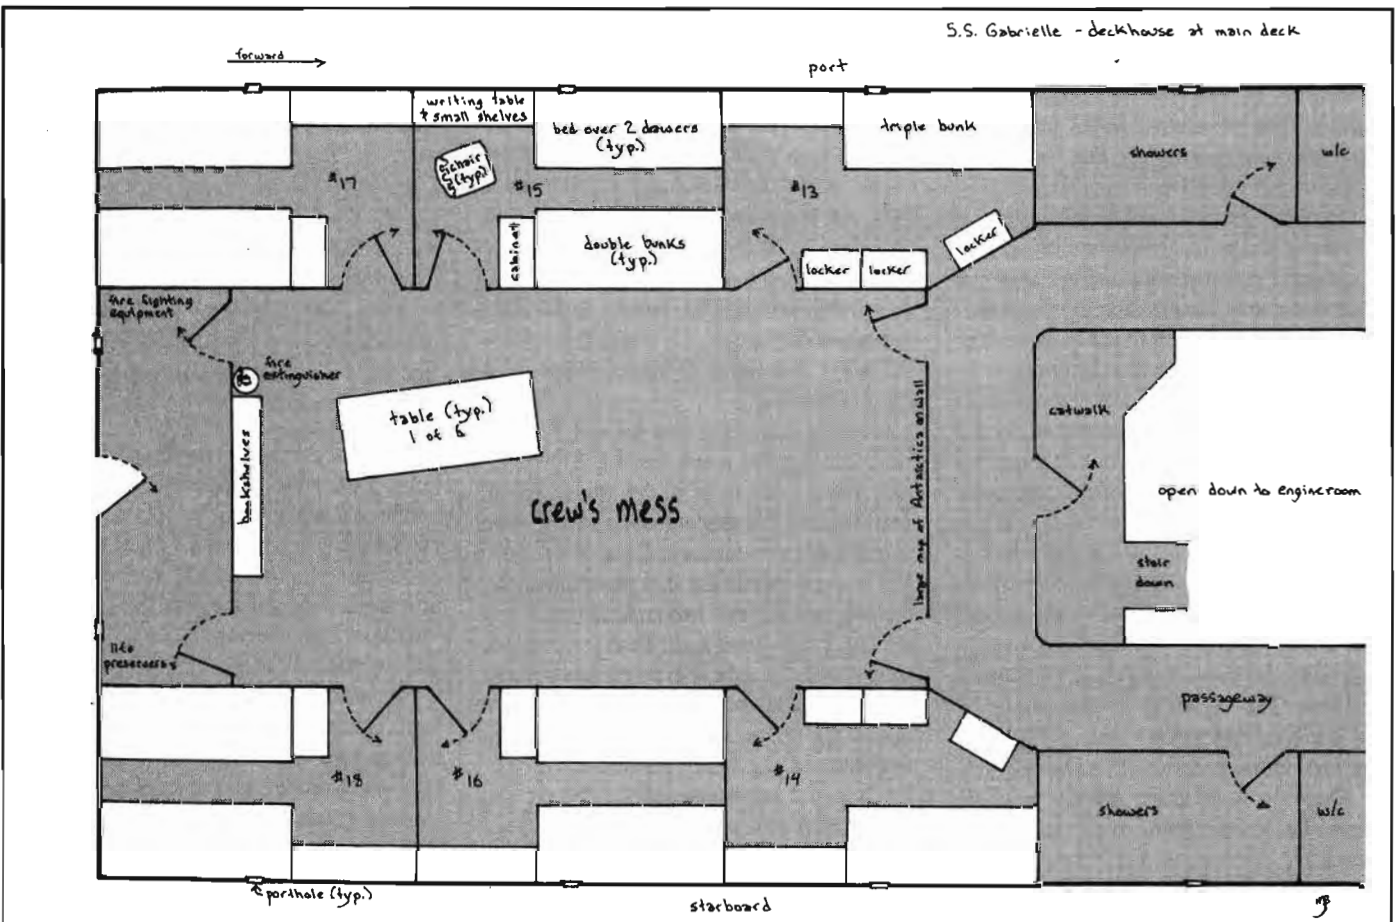 S.S. Gabrielle - deckhouse at main deck
forward
port
writing table
+ small shelves
bed over 2 drawers
(typ.)
triple bunk
showers
w/c
chair
(typ.)
#17
#15
#13
cabinet
double bunks
(typ.)
locker
locker
locker
fire fighting
equipment
fire
extinguisher
table (typ.)
1 of
bookshelves
crew's mess
large map of Antarctica on wall
catwalk
open down to engineroom
stair
down
life
preservers
passageway
#18
#16
#14
showers
w/c
porthole (typ.)
starboard